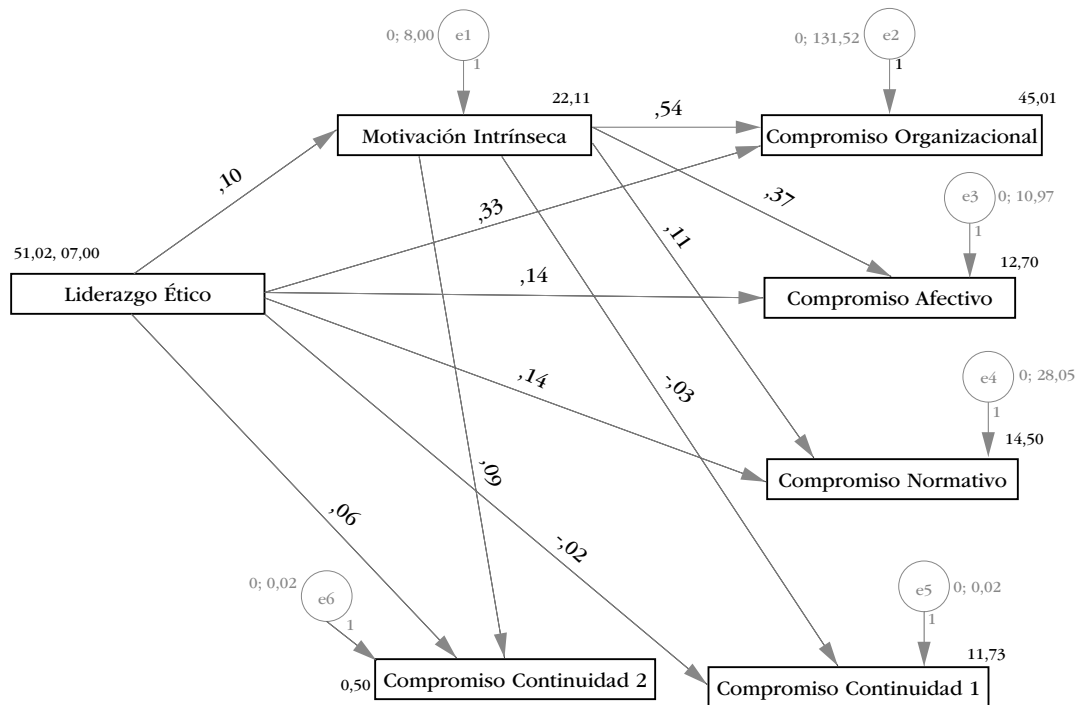 e1
0; 8,00
1
e2
0; 131,52
1
22,11
Motivación Intrínseca
45,01
Compromiso Organizacional
,54
,10
,33
,37
,11
e3
0; 10,97
1
51,02, 07,00
Liderazgo Ético
,14
12,70
Compromiso Afectivo
e4
0; 28,05
1
,14
-,03
14,50
Compromiso Normativo
,09
,06
-,02
e6
0; 0,02
1
e5
0; 0,02
1
0,50
Compromiso Continuidad 2
11,73
Compromiso Continuidad 1